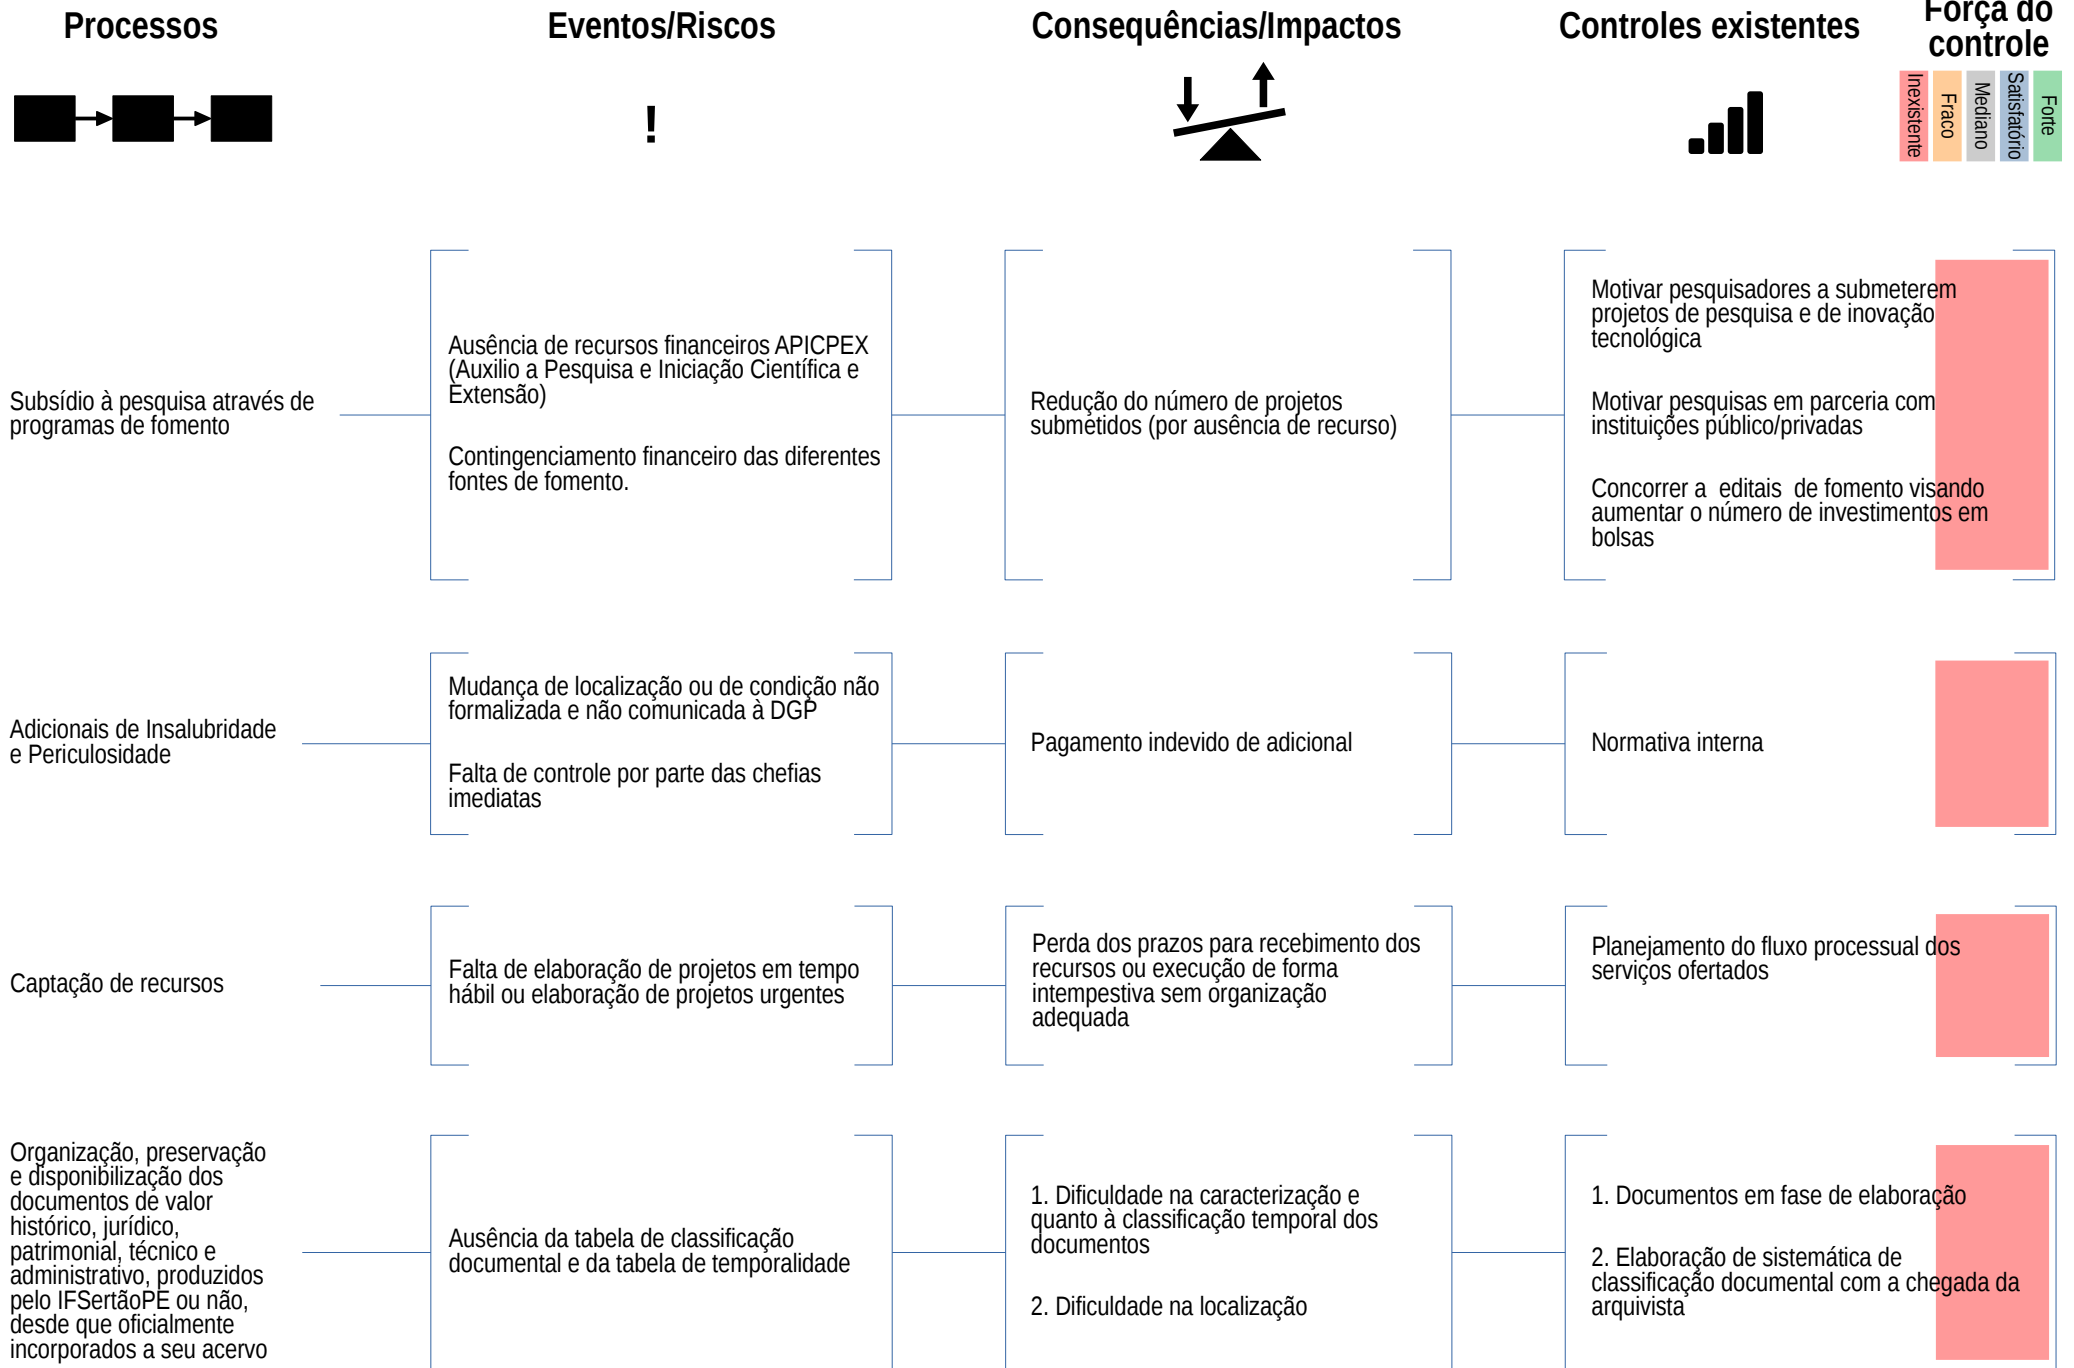 Processos
Eventos/Riscos
Consequências/Impactos
Controles existentes
Força do
controle
Inexistente
Fraco
Mediano
Satisfatório
Forte
!
Subsídio à pesquisa através de
programas de fomento
Ausência de recursos financeiros APICPEX
(Auxilio a Pesquisa e Iniciação Científica e
Extensão)
Contingenciamento financeiro das diferentes
fontes de fomento.
Redução do número de projetos
submetidos (por ausência de recurso)
Motivar pesquisadores a submeterem
projetos de pesquisa e de inovação
tecnológica
Motivar pesquisas em parceria com
instituições público/privadas
Concorrer a  editais  de fomento visando
aumentar o número de investimentos em
bolsas
Adicionais de Insalubridade
e Periculosidade
Mudança de localização ou de condição não
formalizada e não comunicada à DGP
Falta de controle por parte das chefias
imediatas
Pagamento indevido de adicional
Normativa interna
Captação de recursos
Falta de elaboração de projetos em tempo
hábil ou elaboração de projetos urgentes
Perda dos prazos para recebimento dos
recursos ou execução de forma
intempestiva sem organização
adequada
Planejamento do fluxo processual dos
serviços ofertados
Organização, preservação
e disponibilização dos
documentos de valor
histórico, jurídico,
patrimonial, técnico e
administrativo, produzidos
pelo IFSertãoPE ou não,
desde que oficialmente
incorporados a seu acervo
Ausência da tabela de classificação
documental e da tabela de temporalidade
1. Dificuldade na caracterização e
quanto à classificação temporal dos
documentos
2. Dificuldade na localização
1. Documentos em fase de elaboração
2. Elaboração de sistemática de
classificação documental com a chegada da
arquivista